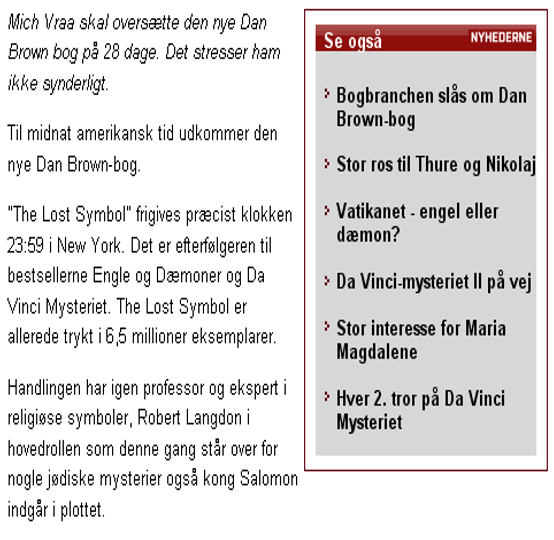 Mich Vraa skal oversætte den nye Dan
Brown bog på 28 dage. Det stresser ham
ikke synderligt.
Til midnat amerikansk tid udkommer den
nye Dan Brown-bog.
"The Lost Symbol" frigives præcist klokken
23:59 i New York. Det er efterfølgeren til
bestsellerne Engle og Dæmoner og Da
Vinci Mysteriet. The Lost Symbol er
allerede trykt i 6,5 millioner eksemplarer.
Handlingen har igen professor og ekspert i
religiøse symboler, Robert Langdon i
hovedrollen som denne gang står over for
nogle jødiske mysterier også kong Salomon
indgår i plottet.
Se også
NYHEDERNE
Bogbranchen slås om Dan
Brown-bog
Stor ros til Thure og Nikolaj
Vatikanet - engel eller
dæmon?
Da Vinci-mysteriet II på vej
Stor interesse for Maria
Magdalene
Hver 2. tror på Da Vinci
Mysteriet